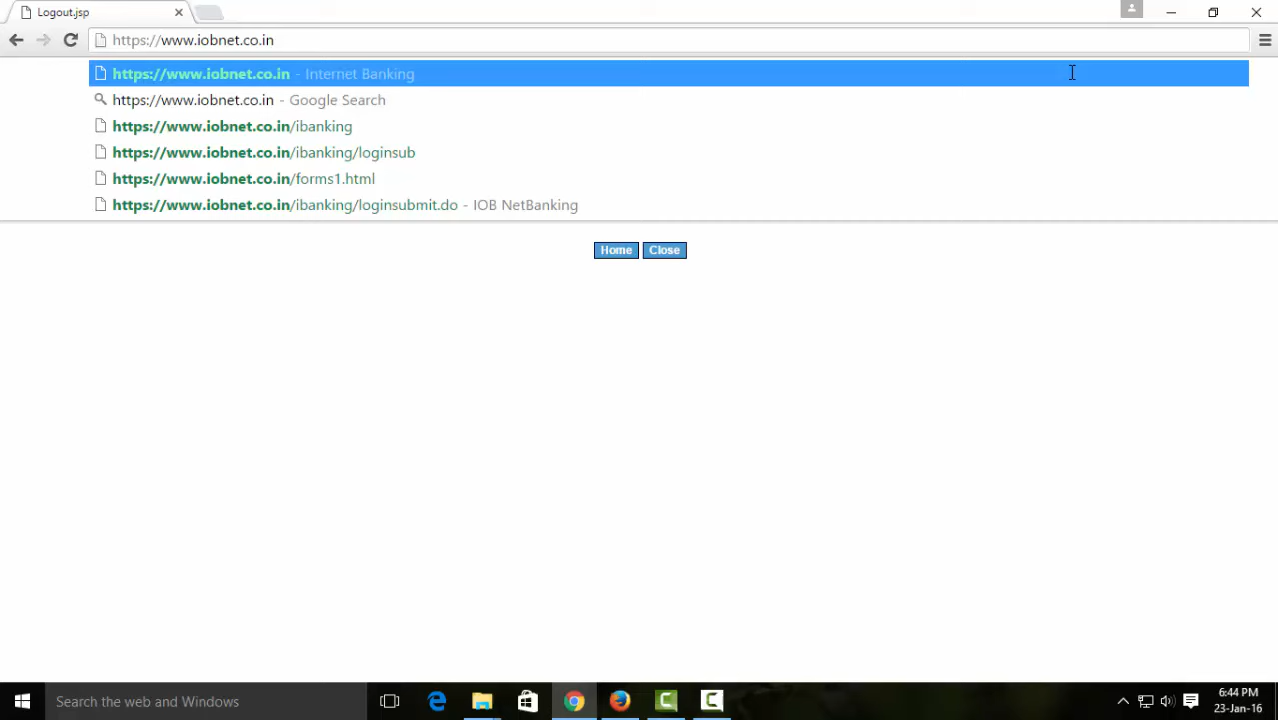 Logout.jsp
https://www.iobnet.co.in
https://www.iobnet.co.in - Internet Banking
https://www.iobnet.co.in - Google Search
https://www.iobnet.co.in/ibanking
https://www.iobnet.co.in/ibanking/loginsub
https://www.iobnet.co.in/forms1.html
https://www.iobnet.co.in/ibanking/loginsubmit.do - IOB NetBanking
Home Close
Search the web and Windows
6:44 PM
23-Jan-16